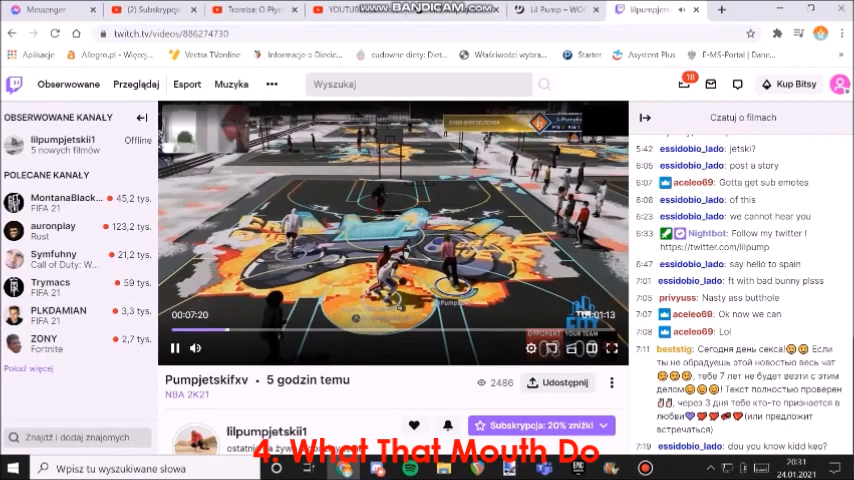 www.BANDICAM.com
Messenger
(2) Subskrypcje
Tromba: O Płyc
YOUTUB
Lil Pump – WOK
lilpumpjetskii
twitch.tv/videos/886274730
Aplikacje
Allegro.pl - Więcej...
Vectra TVonline
Informacje o Diecie...
cudowne diety: Diet...
Właściwości wybra...
Starter
Asystent Plus
E-MS-Portal | Dane...
Obserwowane
Przeglądaj
Esport
Muzyka
Wyszukaj
18
Kup Bitsy
OBSERWOWANE KANAŁY
lilpumpjetskii1
Offline
5 nowych filmów
POLECANE KANAŁY
MontanaBlack...
45,2 tys.
FIFA 21
auronplay
123,2 tys.
Rust
Symfuhny
21,2 tys.
Call of Duty: W...
Trymacs
59 tys.
FIFA 21
PLKDAMIAN
3,3 tys.
FIFA 21
ZONY
2,7 tys.
Fortnite
Pokaż więcej
Znajdź i dodaj znajomych
00:07:20
01:13
CITY
Pumpjetskifxv • 5 godzin temu
NBA 2K21
2486
Udostępnij
lilpumpjetskii1
Subskrypcja: 20% zniżki
Czatuj o filmach
5:42 essidobio_lado: jetski?
6:05 essidobio_lado: post a story
6:07 aceleo69: Gotta get sub emotes
6:08 essidobio_lado: of this
6:23 essidobio_lado: we cannot hear you
6:33 Nightbot: Follow my twitter !
https://twitter.com/lilpump
6:47 essidobio_lado: say hello to spain
7:01 essidobio_lado: ft with bad bunny plsss
7:05 privyuss: Nasty ass butthole
7:07 aceleo69: Ok now we can
7:08 aceleo69: Lol
7:11 beststig: Сегодня день секса! Если
ты не обрадуешь этой новостью весь чат
, тебе 7 лет не будет везти с этим
делом! Текст полностью проверен
, через 3 дня тебе кто-то признается в
любви(или предложит
встречаться)
7:19 essidobio_lado: dou you know kidd keo?
4. What That Mouth Do
Wpisz tu wyszukiwane słowa
20:31
24.01.2021